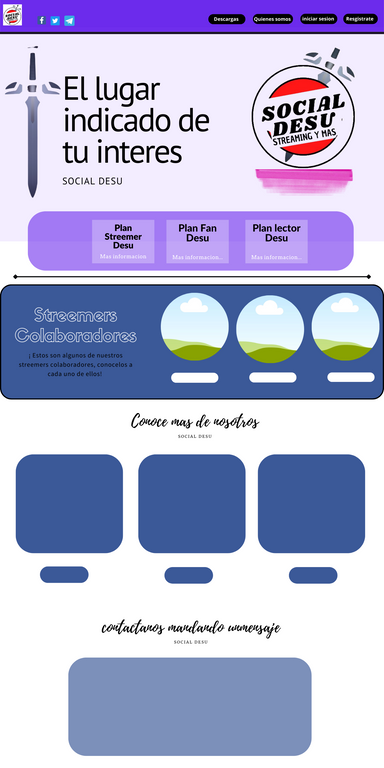 SOCIAL
DESU
Descargas
Quienes somos
iniciar sesion
Resgistrate
El lugar
indicado de
tu interes
SOCIAL DESU
SOCIAL
DESU
STREAMING Y MAS
Plan
Streemer
Desu
Mas informacion
Plan Fan
Desu
Mas informacion...
Plan lector
Desu
Mas informacion...
Streemers
Colaboradores
¡ Estos son algunos de nuestros
streemers colaboradores, conocelos a
cada uno de ellos!
Conoce mas de nosotros
SOCIAL DESU
contactanos mandando unmensaje
SOCIAL DESU